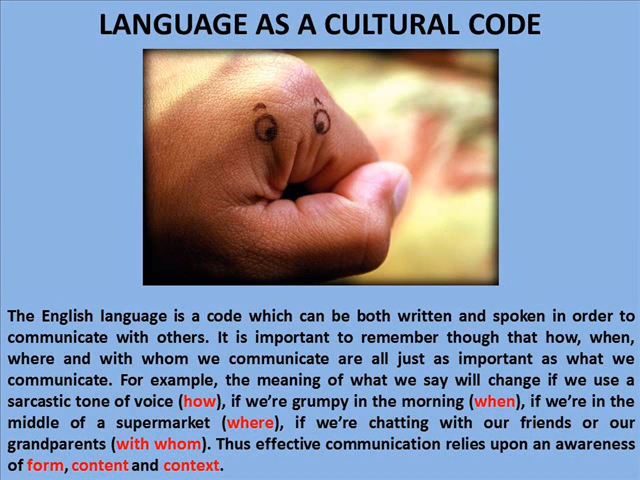 LANGUAGE AS A CULTURAL CODE
The English language is a code which can be both written and spoken in order to
communicate with others. It is important to remember though that how, when,
where and with whom we communicate are all just as important as what we
communicate. For example, the meaning of what we say will change if we use a
sarcastic tone of voice (how), if we're grumpy in the morning (when), if we're in the
middle of a supermarket (where), if we're chatting with our friends or our
grandparents (with whom). Thus effective communication relies upon an awareness
of form, content and context.